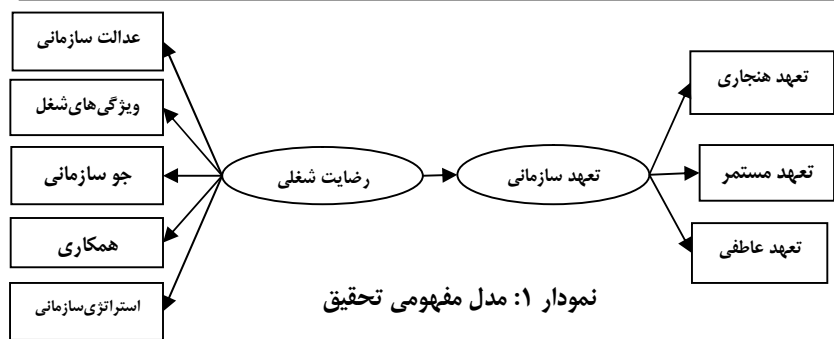 عدالت سازمانی
ویژگی‌های‌شغل
جو سازمانی
همکاری
استراتژی‌سازمانی
رضایت شغلی
تعهد سازمانی
تعهد هنجاری
تعهد مستمر
تعهد عاطفی
نمودار ۱: مدل مفهومی تحقیق